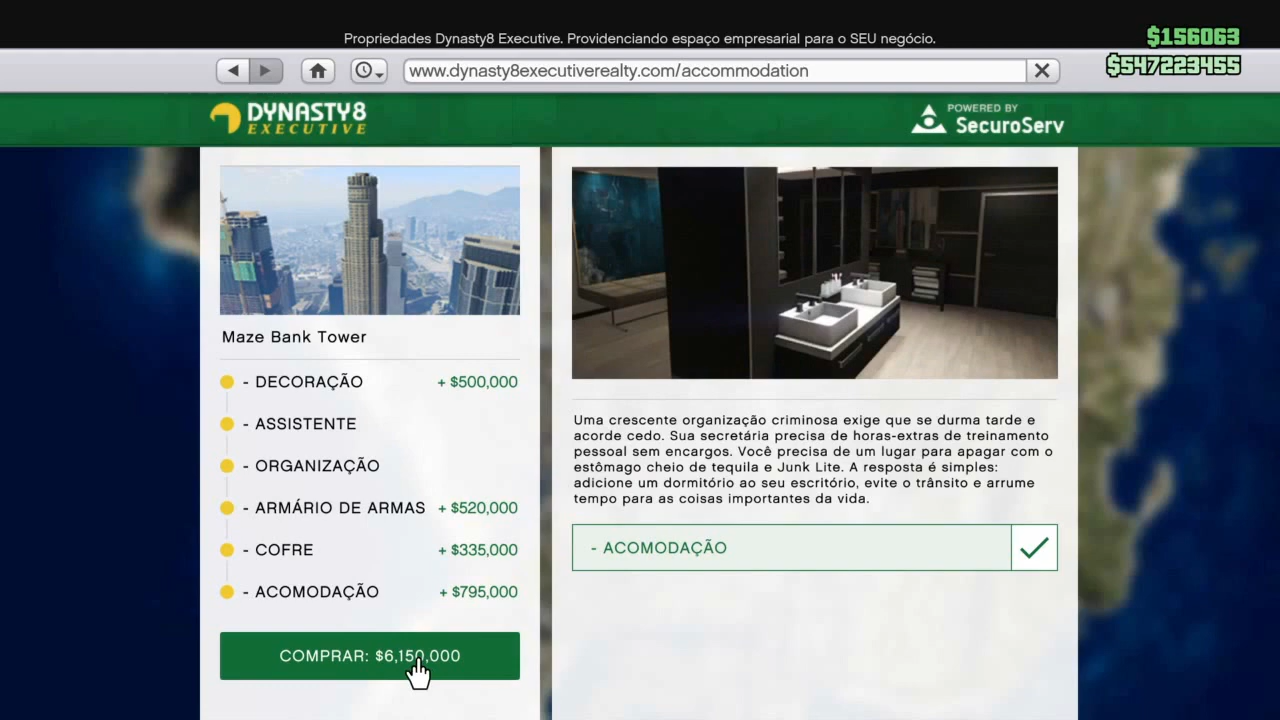 Propriedades Dynasty8 Executive. Providenciando espaço empresarial para o SEU negócio.
$156063
$547223455
www.dynasty8executiverealty.com/accommodation
DYNASTY8
EXECUTIVE
POWERED BY
SecuroServ
Maze Bank Tower
- DECORAÇÃO + $500,000
- ASSISTENTE
- ORGANIZAÇÃO
- ARMÁRIO DE ARMAS + $520,000
- COFRE + $335,000
- ACOMODAÇÃO + $795,000
COMPRAR: $6,150,000
Uma crescente organização criminosa exige que se durma tarde e
acorde cedo. Sua secretária precisa de horas-extras de treinamento
pessoal sem encargos. Você precisa de um lugar para apagar com o
estômago cheio de tequila e Junk Lite. A resposta é simples:
adicione um dormitório ao seu escritório, evite o trânsito e arrume
tempo para as coisas importantes da vida.
- ACOMODAÇÃO